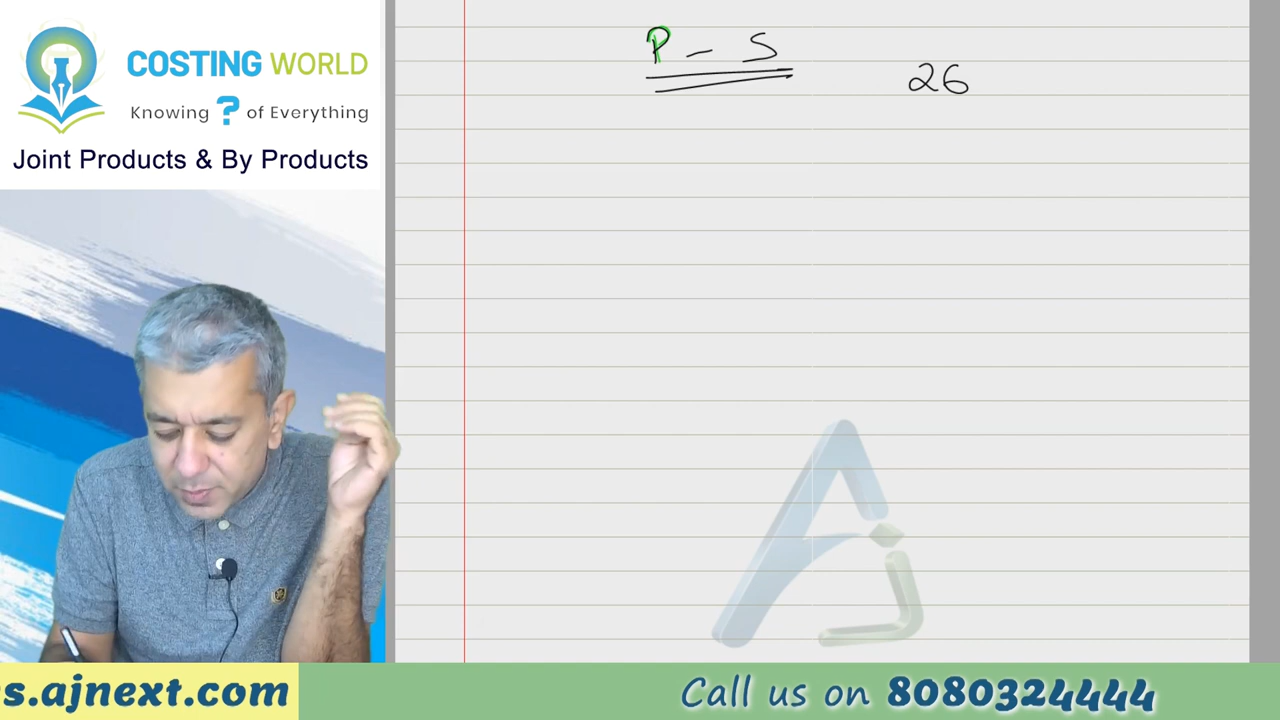 COSTING WORLD
Knowing ? of Everything
Joint Products & By Products
P - S
26
s.ajnext.com
Call us on 8080324444